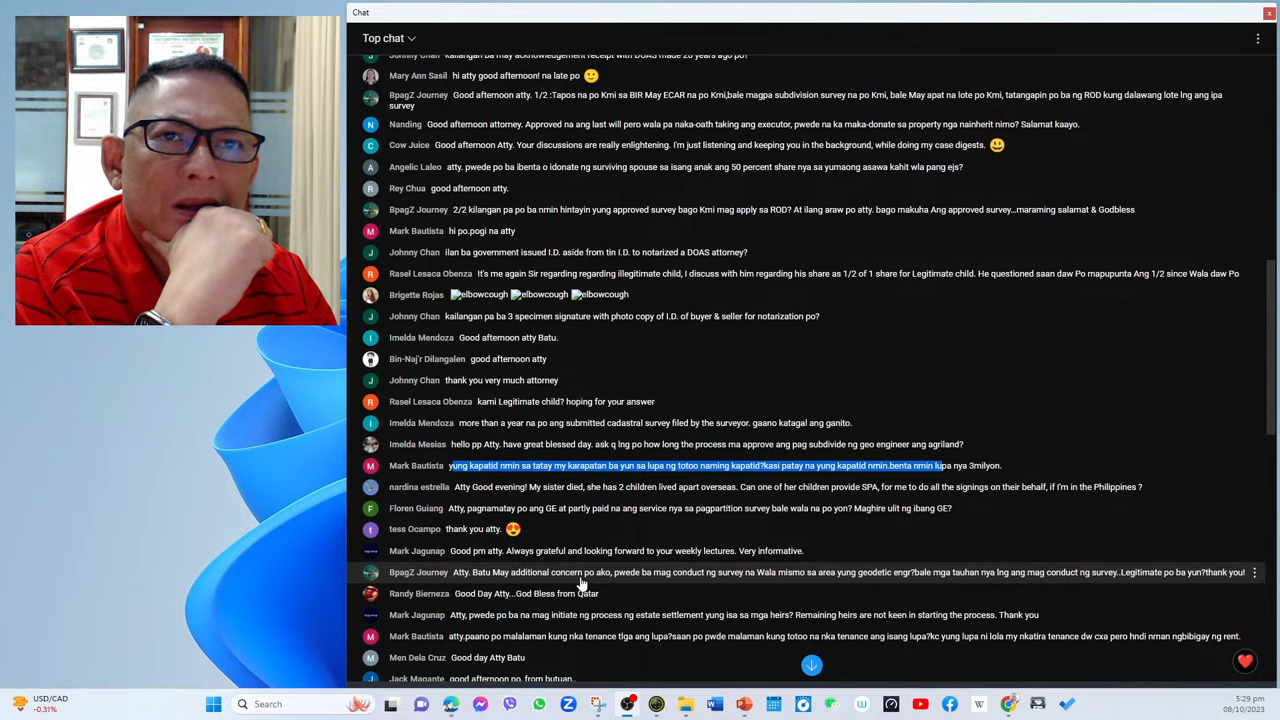 Chat
Top chat
Johnny Chan kailangan ba may acknowledgement receipt with DOAS made 20 years ago po?
Mary Ann Sasil hi atty good afternoon! na late po 🙂
BpagZ Journey Good afternoon atty. 1/2 :Tapos na po Kmi sa BIR May ECAR na po Kmi,bale magpa subdivision survey na po Kmi, bale May apat na lote po Kmi, tatangapin po ba ng ROD kung dalawang lote lng ang ipa
survey
Nanding Good afternoon attorney. Approved na ang last will pero wala pa naka-oath taking ang executor, pwede na ka maka-donate sa property nga nainherit nimo? Salamat kaayo.
Cow Juice Good afternoon Atty. Your discussions are really enlightening. I'm just listening and keeping you in the background, while doing my case digests. 😃
Angelic Laleo atty. pwede po ba ibenta o idonate ng surviving spouse sa isang anak ang 50 percent share nya sa yumaong asawa kahit wla pang ejs?
Rey Chua good afternoon atty.
BpagZ Journey 2/2 kilangan pa po ba nmin hintayin yung approved survey bago Kmi mag apply sa ROD? At ilang araw po atty. bago makuha Ang approved survey...maraming salamat & Godbless
Mark Bautista hi po.pogi na atty
Johnny Chan ilan ba government issued I.D. aside from tin I.D. to notarized a DOAS attorney?
Rasel Lesaca Obenza It's me again Sir regarding regarding illegitimate child, I discuss with him regarding his share as 1/2 of 1 share for Legitimate child. He questioned saan daw Po mapupunta Ang 1/2 since Wala daw Po
Brigette Rojas elbowcough elbowcough elbowcough
Johnny Chan kailangan pa ba 3 specimen signature with photo copy of I.D. of buyer & seller for notarization po?
Imelda Mendoza Good afternoon atty Batu.
Bin-Naj'r Dilangalen good afternoon atty
Johnny Chan thank you very much attorney
Rasel Lesaca Obenza kami Legitimate child? hoping for your answer
Imelda Mendoza more than a year na po ang submitted cadastral survey filed by the surveyor. gaano katagal ang ganito.
Imelda Mesias hello pp Atty. have great blessed day. ask q lng po how long the process ma approve ang pag subdivide ng geo engineer ang agriland?
Mark Bautista yung kapatid nmin sa tatay my karapatan ba yun sa lupa ng totoo naming kapatid?kasi patay na yung kapatid nmin.benta nmin lupa nya 3milyon.
nardina estrella Atty Good evening! My sister died, she has 2 children lived apart overseas. Can one of her children provide SPA, for me to do all the signings on their behalf, if I'm in the Philippines ?
Floren Guiang Atty, pagnamatay po ang GE at partly paid na ang service nya sa pagpartition survey bale wala na po yon? Maghire ulit ng ibang GE?
tess Ocampo thank you atty. 😍
Mark Jagunap Good pm atty. Always grateful and looking forward to your weekly lectures. Very informative.
BpagZ Journey Atty. Batu May additional concern po ako, pwede ba mag conduct ng survey na Wala mismo sa area yung geodetic engr?bale mga tauhan nya lng ang mag conduct ng survey..Legitimate po ba yun?thank you!
Randy Bierneza Good Day Atty...God Bless from Qatar
Mark Jagunap Atty, pwede po ba na mag initiate ng process ng estate settlement yung isa sa mga heirs? Remaining heirs are not keen in starting the process. Thank you
Mark Bautista atty.paano po malalaman kung nka tenance tlga ang lupa?saan po pwde malaman kung totoo na nka tenance ang isang lupa?kc yung lupa ni lola my nkatira tenance dw cxa pero hndi nman ngbibigay ng rent.
Men Dela Cruz Good day Atty Batu
Jack Magante good afternoon po, from butuan..
USD/CAD
-0.31%
Search
5:29 pm
08/10/2023